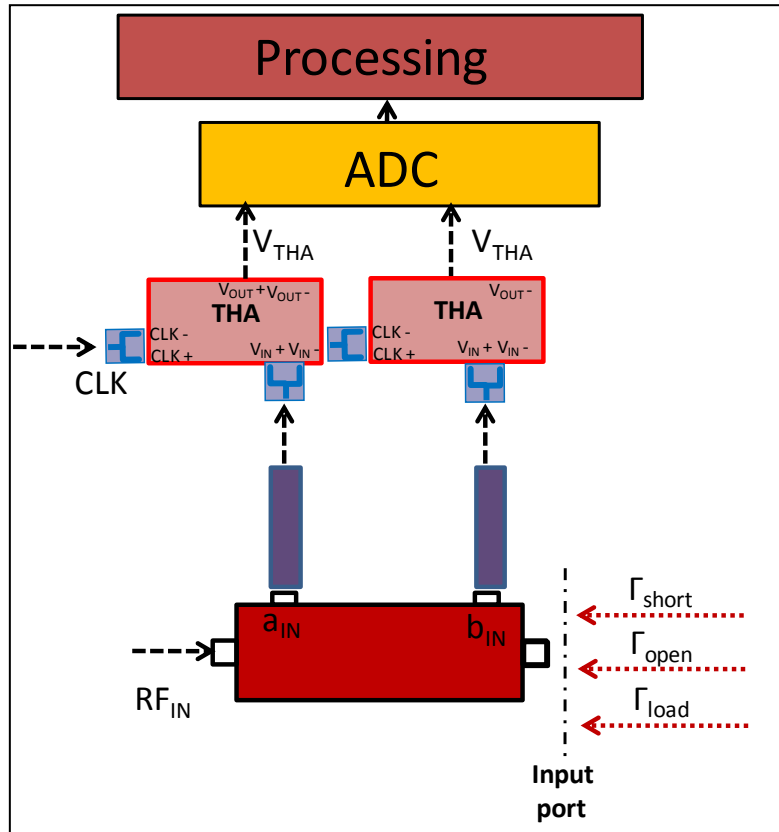 Processing
ADC
V_THA
V_THA
V_OUT + V_OUT -
V_OUT -
THA
THA
CLK -
CLK +
V_IN + V_IN -
CLK -
CLK +
V_IN + V_IN -
CLK
a_IN
b_IN
RF_IN
Γ_short
Γ_open
Γ_load
Input
port